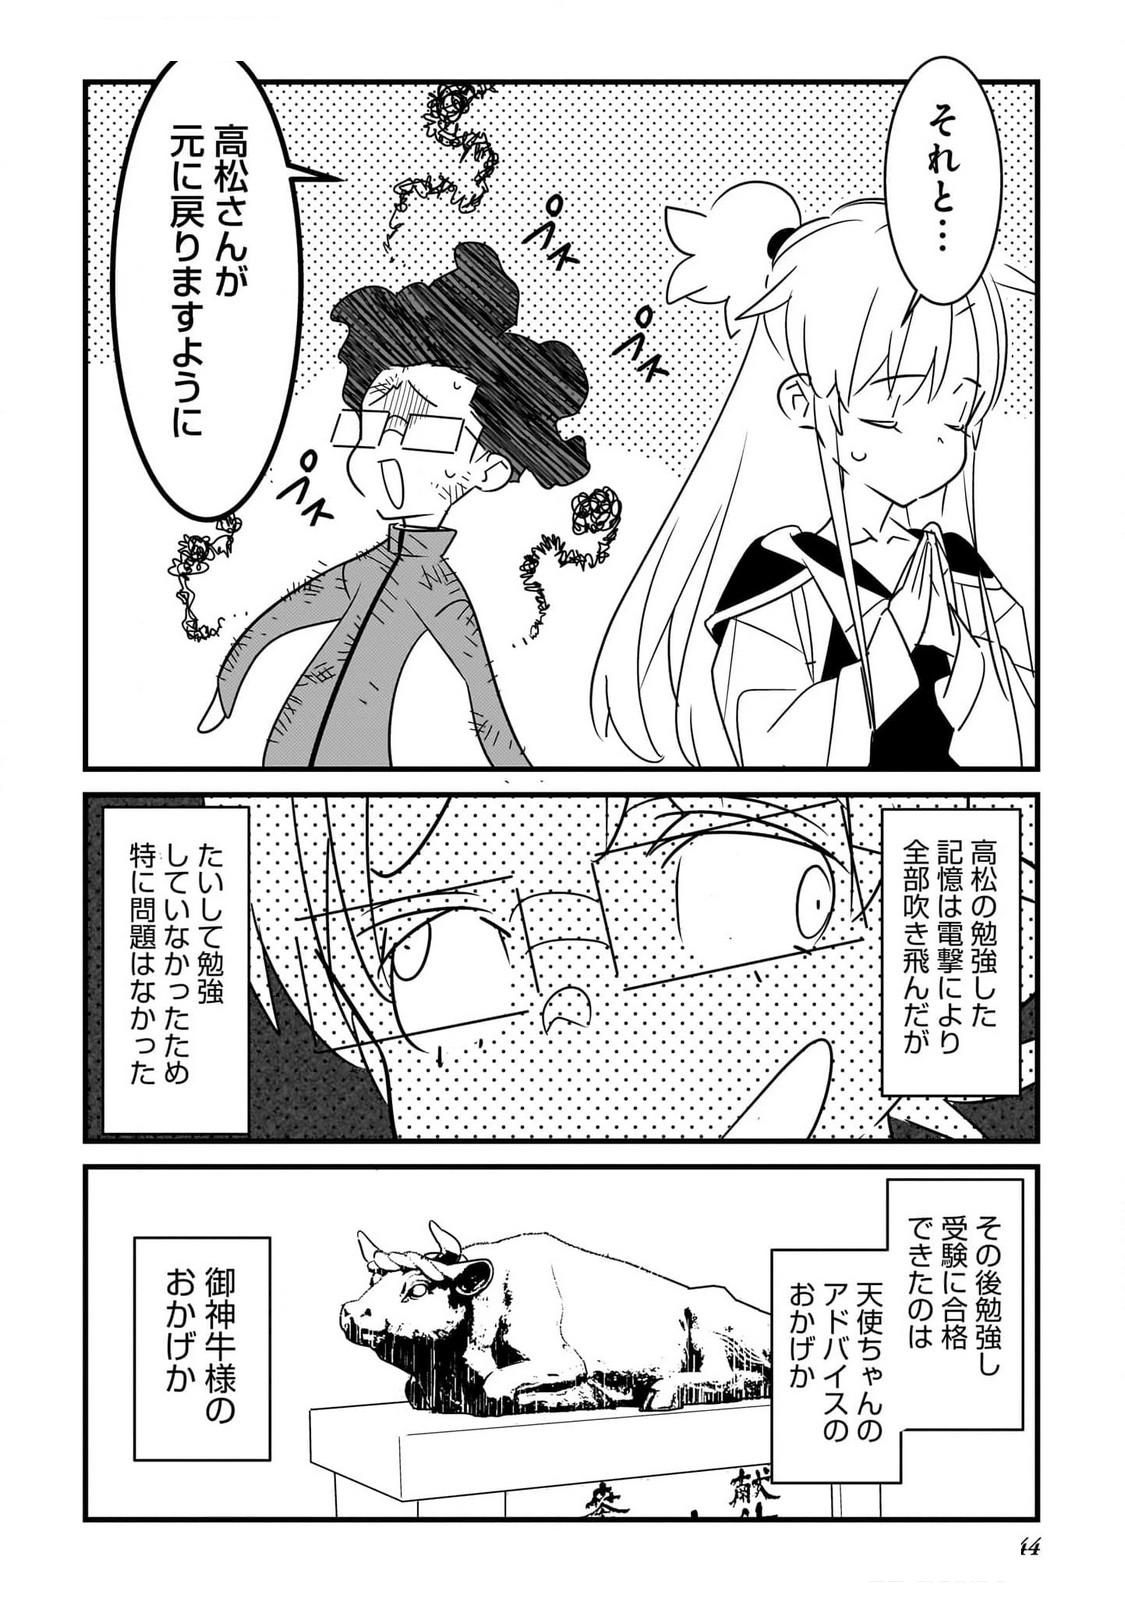 それと…
高松さんが
元に戻りますように
プス
プス
プス
高松の勉強した
記憶は電撃により
全部吹き飛んだが
たいして勉強
していなかったため
特に問題はなかった
その後勉強し
受験に合格
できたのは
天使ちゃんの
アドバイスの
おかげか
御神牛様の
おかげか
献
奉
44